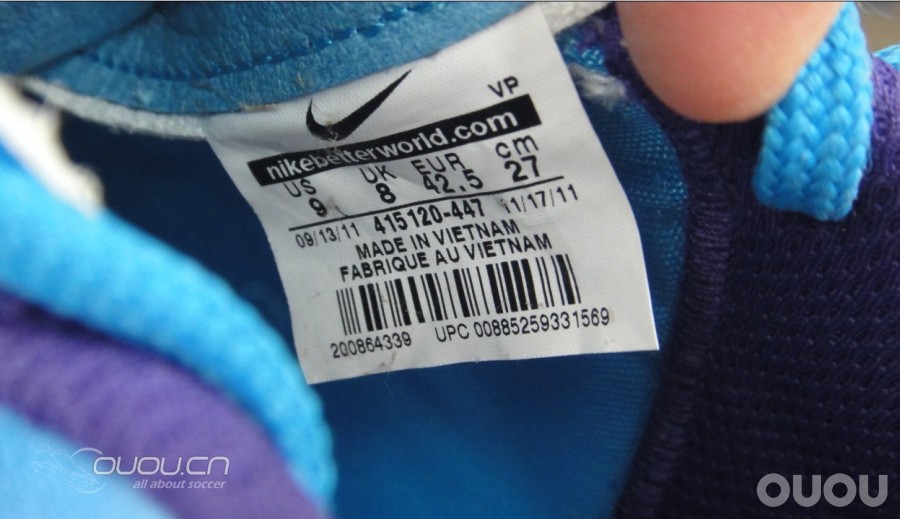 VP
nikebetterworld.com
US UK EUR cm
9 8 42.5 27
09/13/11 415120-447 11/17/11
MADE IN VIETNAM
FABRIQUE AU VIETNAM
200864339 UPC 00885259331569
OUOU.CN
all about soccer
OUOU